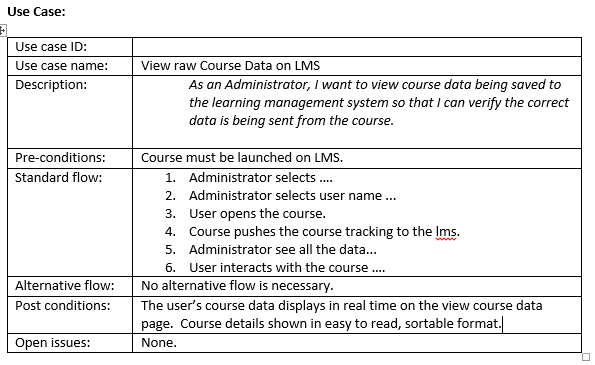 Use Case:
Use case ID:
Use case name: View raw Course Data on LMS
Description: As an Administrator, I want to view course data being saved to
the learning management system so that I can verify the correct
data is being sent from the course.
Pre-conditions: Course must be launched on LMS.
Standard flow: 1. Administrator selects ....
2. Administrator selects user name ...
3. User opens the course.
4. Course pushes the course tracking to the lms.
5. Administrator see all the data...
6. User interacts with the course ....
Alternative flow: No alternative flow is necessary.
Post conditions: The user's course data displays in real time on the view course data
page. Course details shown in easy to read, sortable format.
Open issues: None.